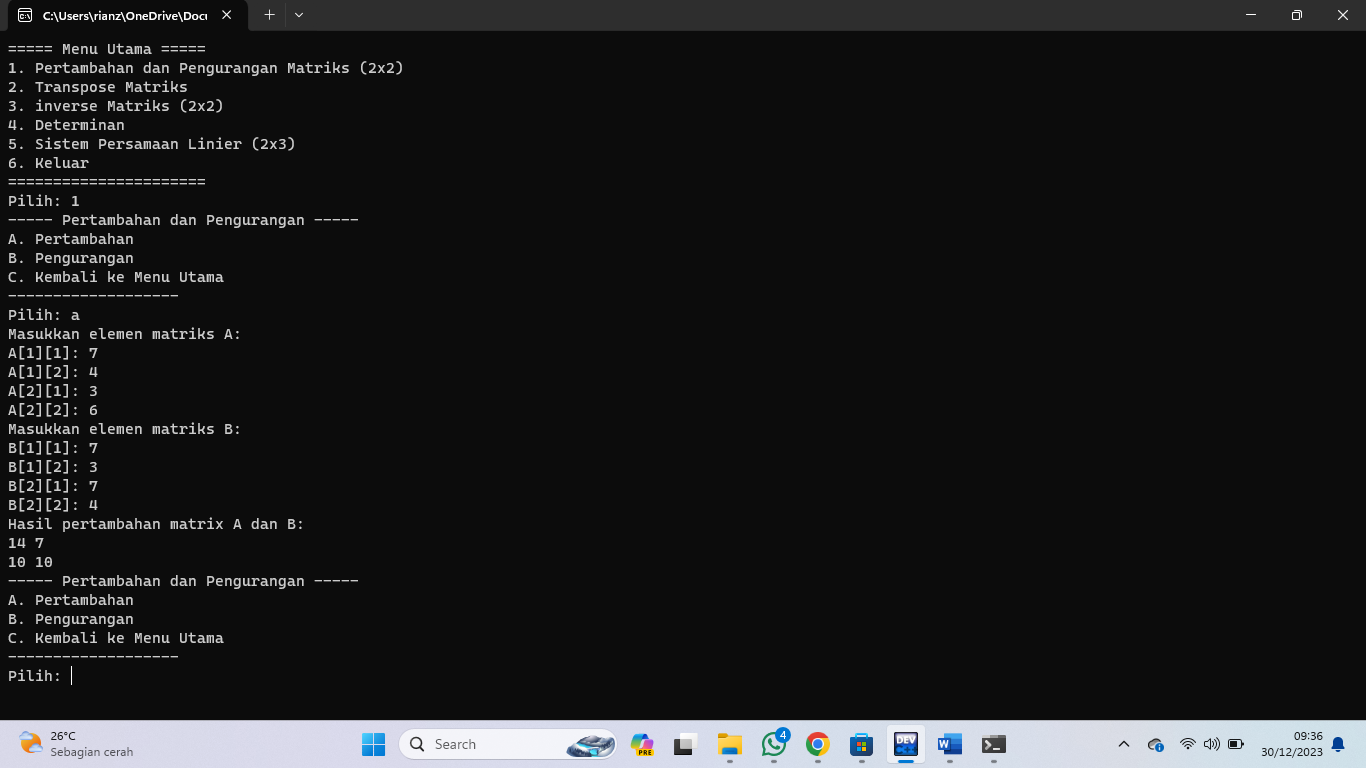 C:\Users\rianz\OneDrive\Docu
===== Menu Utama =====
1. Pertambahan dan Pengurangan Matriks (2x2)
2. Transpose Matriks
3. inverse Matriks (2x2)
4. Determinan
5. Sistem Persamaan Linier (2x3)
6. Keluar
======================
Pilih: 1
----- Pertambahan dan Pengurangan -----
A. Pertambahan
B. Pengurangan
C. Kembali ke Menu Utama
-------------------
Pilih: a
Masukkan elemen matriks A:
A[1][1]: 7
A[1][2]: 4
A[2][1]: 3
A[2][2]: 6
Masukkan elemen matriks B:
B[1][1]: 7
B[1][2]: 3
B[2][1]: 7
B[2][2]: 4
Hasil pertambahan matrix A dan B:
14 7
10 10
----- Pertambahan dan Pengurangan -----
A. Pertambahan
B. Pengurangan
C. Kembali ke Menu Utama
-------------------
Pilih:
26°C
Sebagian cerah
Search
PRE
4
DEV
W
09:36
30/12/2023